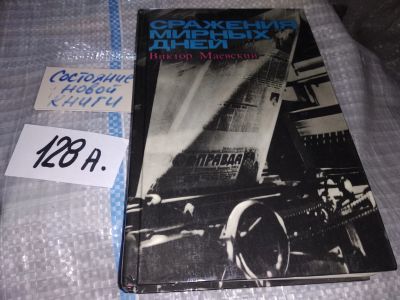 СРАЖЕНИЯ
МИРНЫХ
ДНЕЙ
Виктор Маевский
СОСТОЯНИЕ
НОВОЙ
КНИГИ
128 А.
ПРАВДА